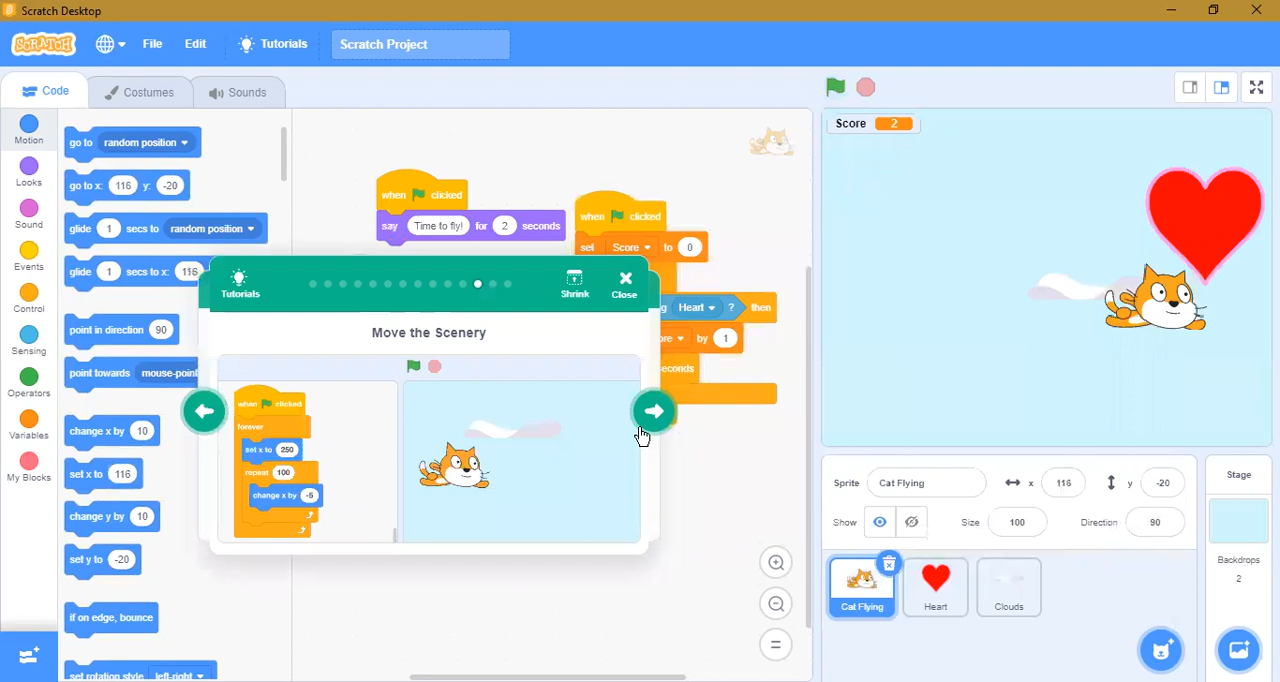 Scratch Desktop
SCRATCH File Edit Tutorials Scratch Project
Code Costumes Sounds
Motion
Looks
Sound
Events
Control
Sensing
Operators
Variables
My Blocks
go to random position
go to x: 116 y: -20
glide 1 secs to random position
glide 1 secs to x: 116
point in direction 90
point towards mouse-point
change x by 10
set x to 116
change y by 10
set y to -20
if on edge, bounce
set rotation style left-right
when clicked
say Time to fly! for 2 seconds
when clicked
set Score to 0
Heart ? then
by 1
Tutorials Shrink Close
Move the Scenery
when clicked
forever
set x to 250
repeat 100
change x by -5
Score 2
Sprite Cat Flying x 116 y -20
Show Size 100 Direction 90
Cat Flying Heart Clouds
Stage
Backdrops
2